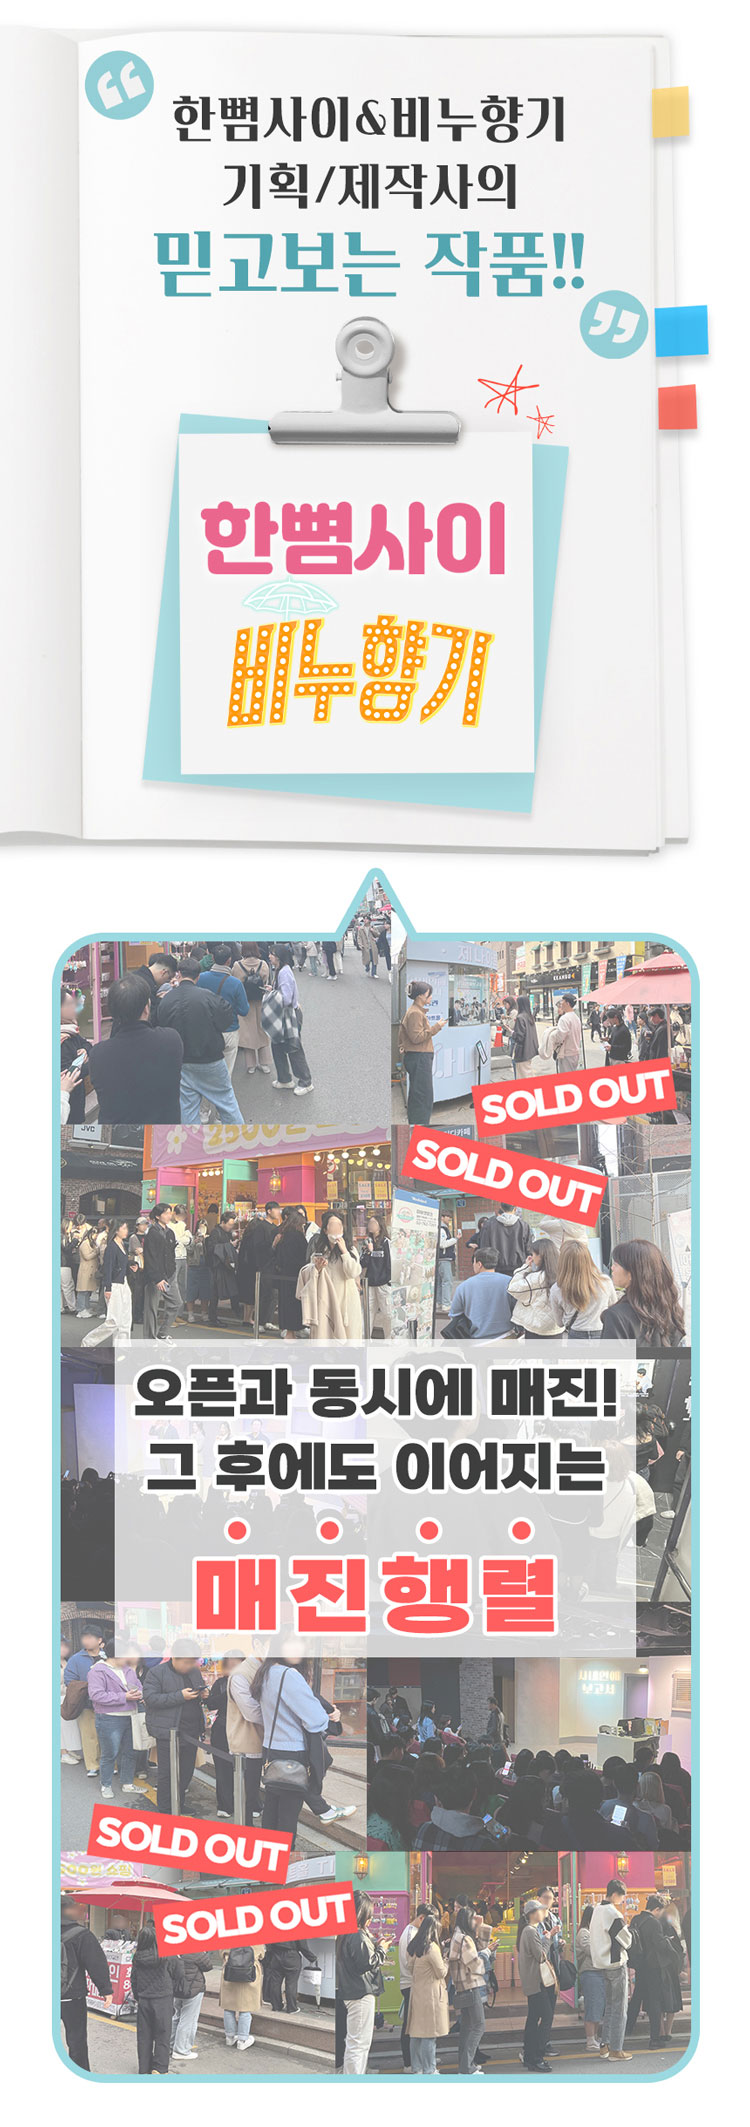 한뼘사이&비누향기
기획/제작사의
믿고보는 작품!!
한뼘사이
비누향기
SOLD OUT
JVC
2500
SOLD OUT
오픈과 동시에 매진!
그 후에도 이어지는
매진행렬
SOLD OUT
SOLD OUT